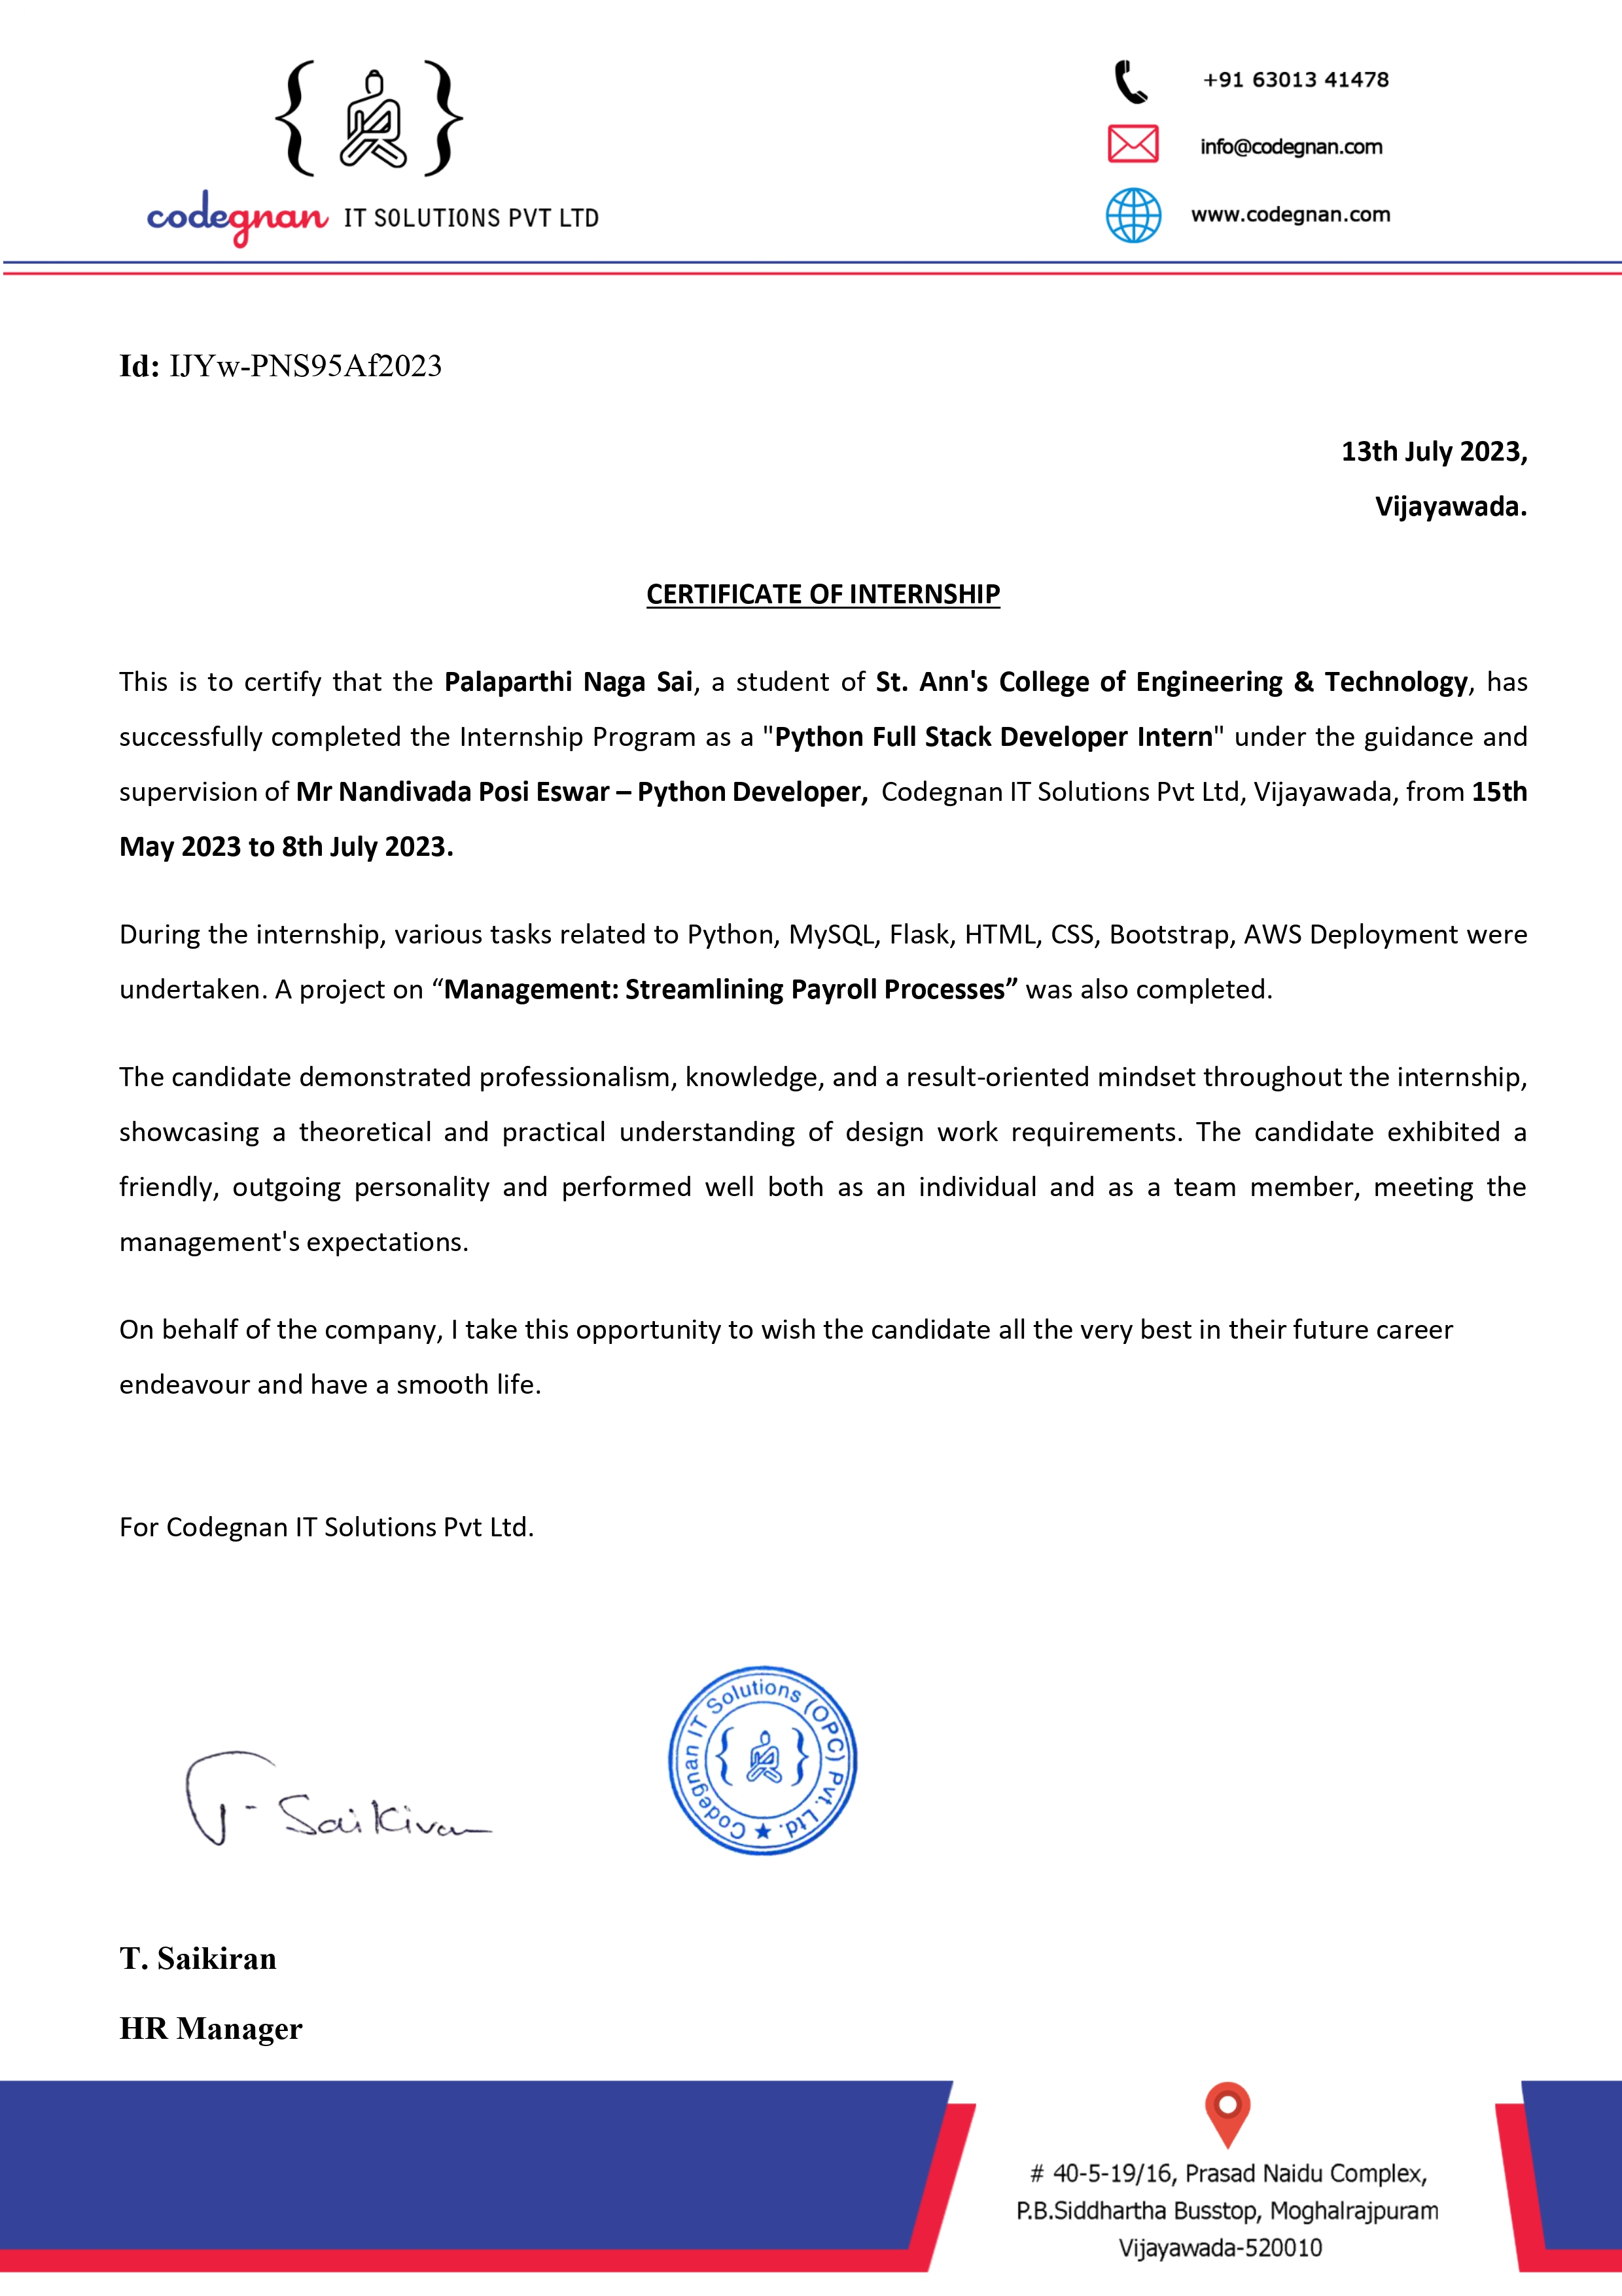 +91 63013 41478
info@codegnan.com
codegnan IT SOLUTIONS PVT LTD
www.codegnan.com
Id: IJYw-PNS95Af2023
13th July 2023,
Vijayawada.
CERTIFICATE OF INTERNSHIP
This is to certify that the Palaparthi Naga Sai, a student of St. Ann's College of Engineering & Technology, has
successfully completed the Internship Program as a "Python Full Stack Developer Intern" under the guidance and
supervision of Mr Nandivada Posi Eswar – Python Developer, Codegnan IT Solutions Pvt Ltd, Vijayawada, from 15th
May 2023 to 8th July 2023.
During the internship, various tasks related to Python, MySQL, Flask, HTML, CSS, Bootstrap, AWS Deployment were
undertaken. A project on “Management: Streamlining Payroll Processes” was also completed.
The candidate demonstrated professionalism, knowledge, and a result-oriented mindset throughout the internship,
showcasing a theoretical and practical understanding of design work requirements. The candidate exhibited a
friendly, outgoing personality and performed well both as an individual and as a team member, meeting the
management's expectations.
On behalf of the company, I take this opportunity to wish the candidate all the very best in their future career
endeavour and have a smooth life.
For Codegnan IT Solutions Pvt Ltd.
Codegnan IT Solutions (OPC) Pvt. Ltd. ★
T- Saikiran
T. Saikiran
HR Manager
# 40-5-19/16, Prasad Naidu Complex,
P.B.Siddhartha Busstop, Moghalrajpuram
Vijayawada-520010